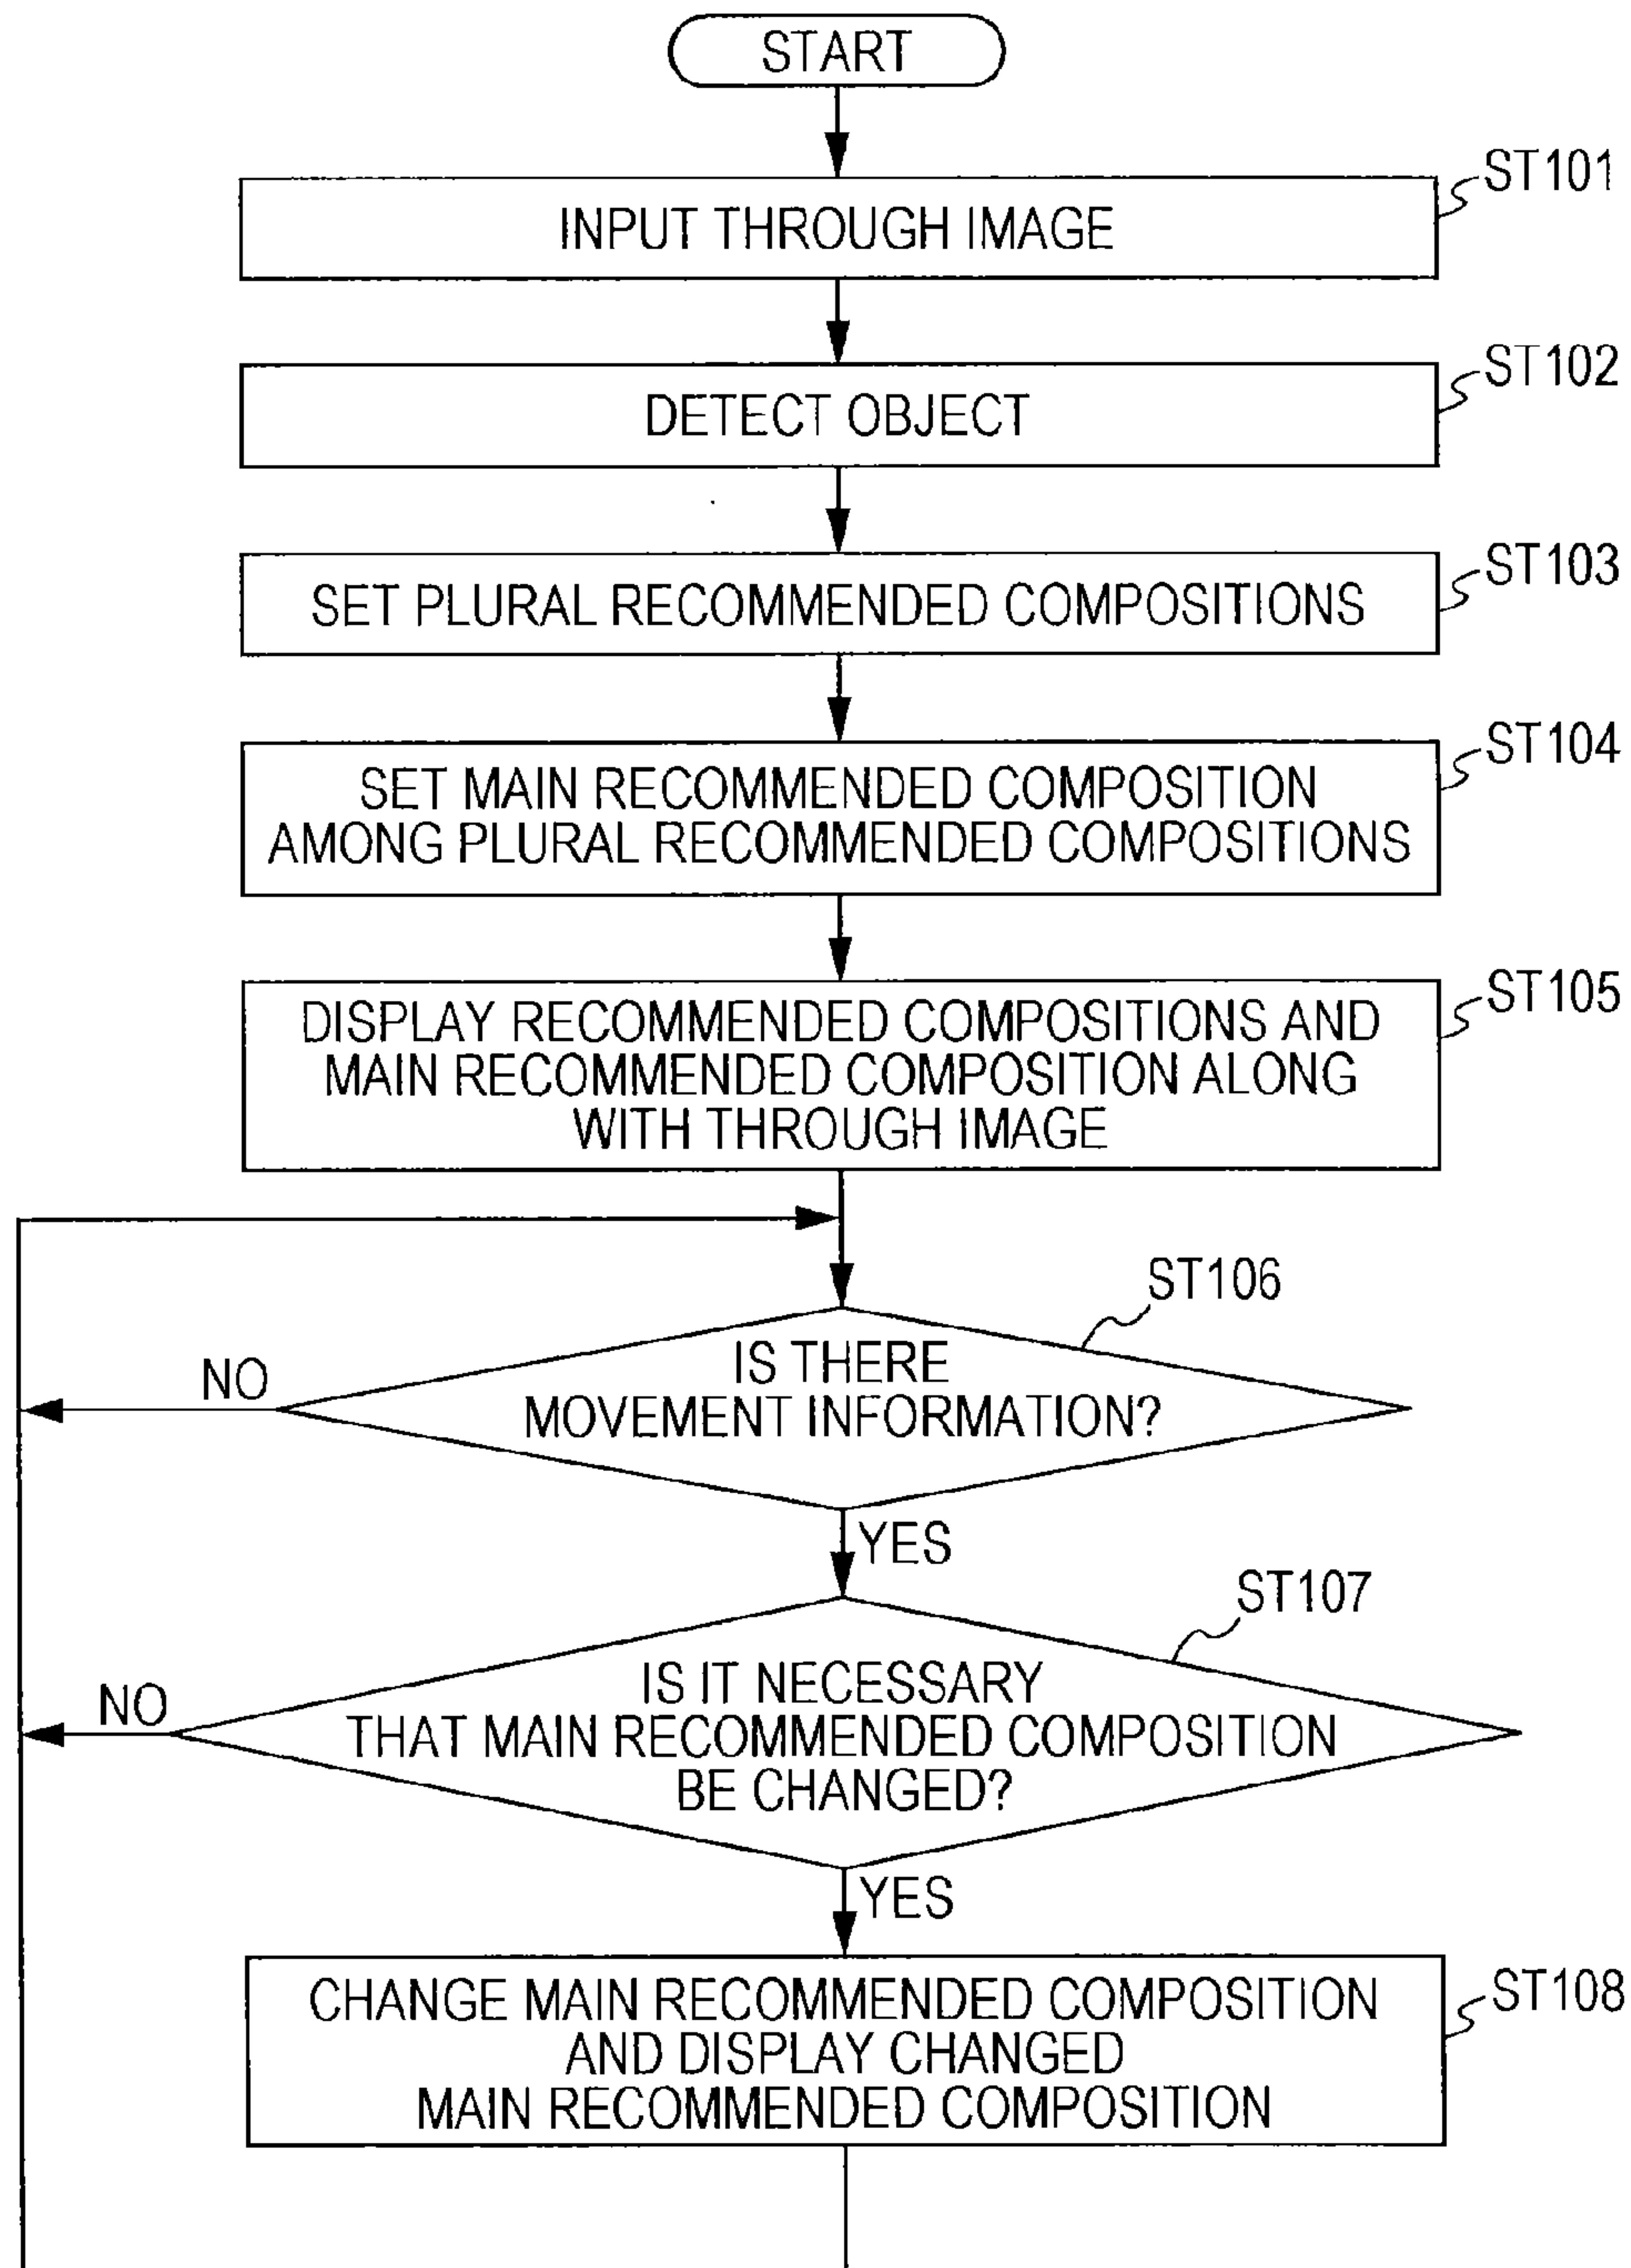 START
ST101
INPUT THROUGH IMAGE
ST102
DETECT OBJECT
ST103
SET PLURAL RECOMMENDED COMPOSITIONS
ST104
SET MAIN RECOMMENDED COMPOSITION
AMONG PLURAL RECOMMENDED COMPOSITIONS
ST105
DISPLAY RECOMMENDED COMPOSITIONS AND
MAIN RECOMMENDED COMPOSITION ALONG
WITH THROUGH IMAGE
ST106
IS THERE
MOVEMENT INFORMATION?
NO
YES
ST107
IS IT NECESSARY
THAT MAIN RECOMMENDED COMPOSITION
BE CHANGED?
NO
YES
ST108
CHANGE MAIN RECOMMENDED COMPOSITION
AND DISPLAY CHANGED
MAIN RECOMMENDED COMPOSITION